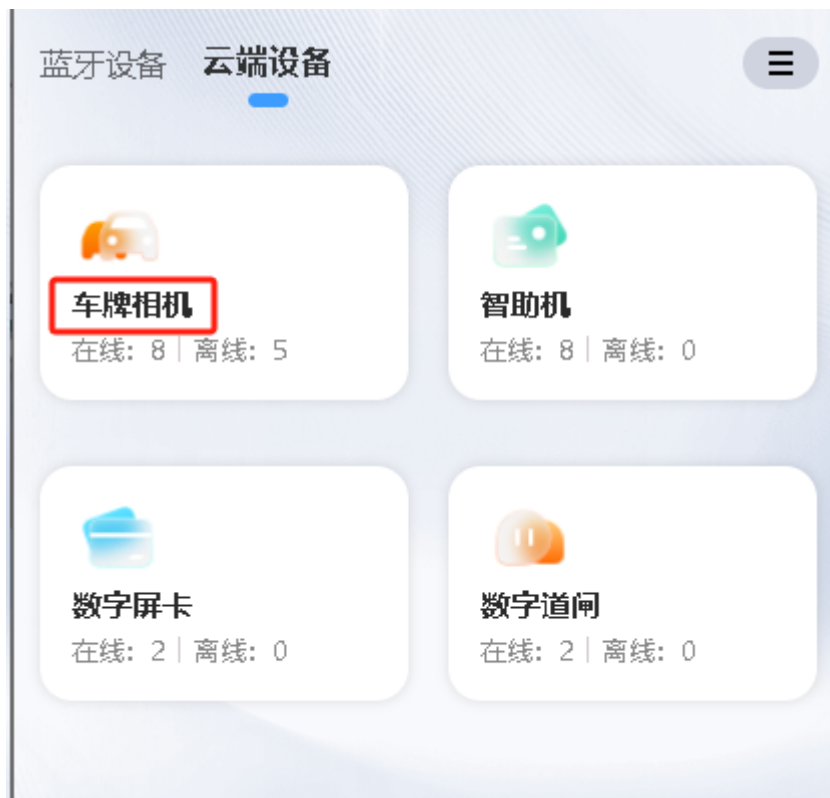 蓝牙设备 云端设备
车牌相机
在线: 8 | 离线: 5
智助机
在线: 8 | 离线: 0
数字屏卡
在线: 2 | 离线: 0
数字道闸
在线: 2 | 离线: 0